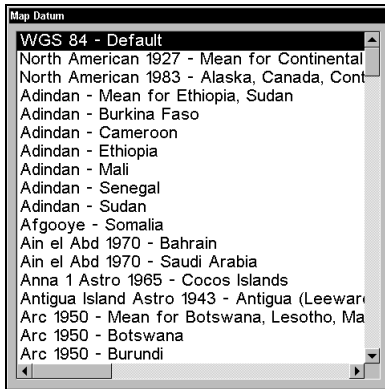 Map Datum
WGS 84 - Default
North American 1927 - Mean for Continental
North American 1983 - Alaska, Canada, Cont
Adindan - Mean for Ethiopia, Sudan
Adindan - Burkina Faso
Adindan - Cameroon
Adindan - Ethiopia
Adindan - Mali
Adindan - Senegal
Adindan - Sudan
Afgooye - Somalia
Ain el Abd 1970 - Bahrain
Ain el Abd 1970 - Saudi Arabia
Anna 1 Astro 1965 - Cocos Islands
Antigua Island Astro 1943 - Antigua (Leeward
Arc 1950 - Mean for Botswana, Lesotho, Ma
Arc 1950 - Botswana
Arc 1950 - Burundi